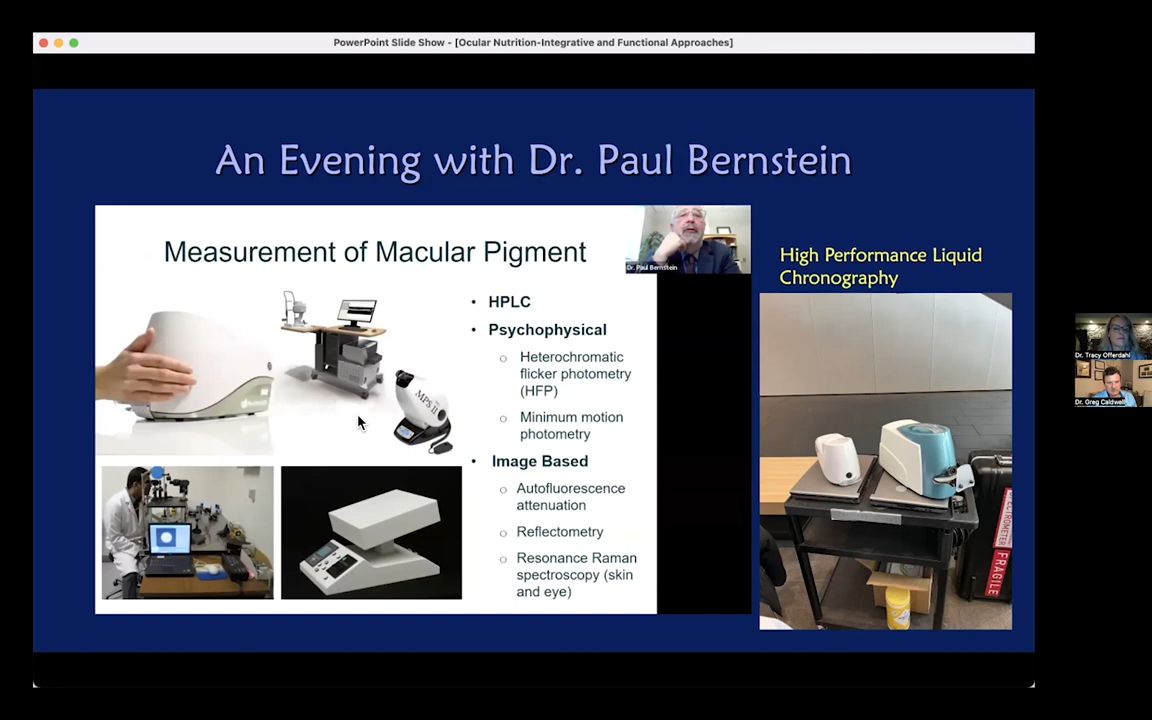 PowerPoint Slide Show - [Ocular Nutrition-Integrative and Functional Approaches]
An Evening with Dr. Paul Bernstein
Measurement of Macular Pigment
Dr. Paul Bernstein
High Performance Liquid
Chronography
• HPLC
• Psychophysical
○ Heterochromatic
flicker photometry
(HFP)
○ Minimum motion
photometry
• Image Based
○ Autofluorescence
attenuation
○ Reflectometry
○ Resonance Raman
spectroscopy (skin
and eye)
MPS II
FRAGILE
Dr. Tracy Offerdahl
Dr. Greg Caldwell